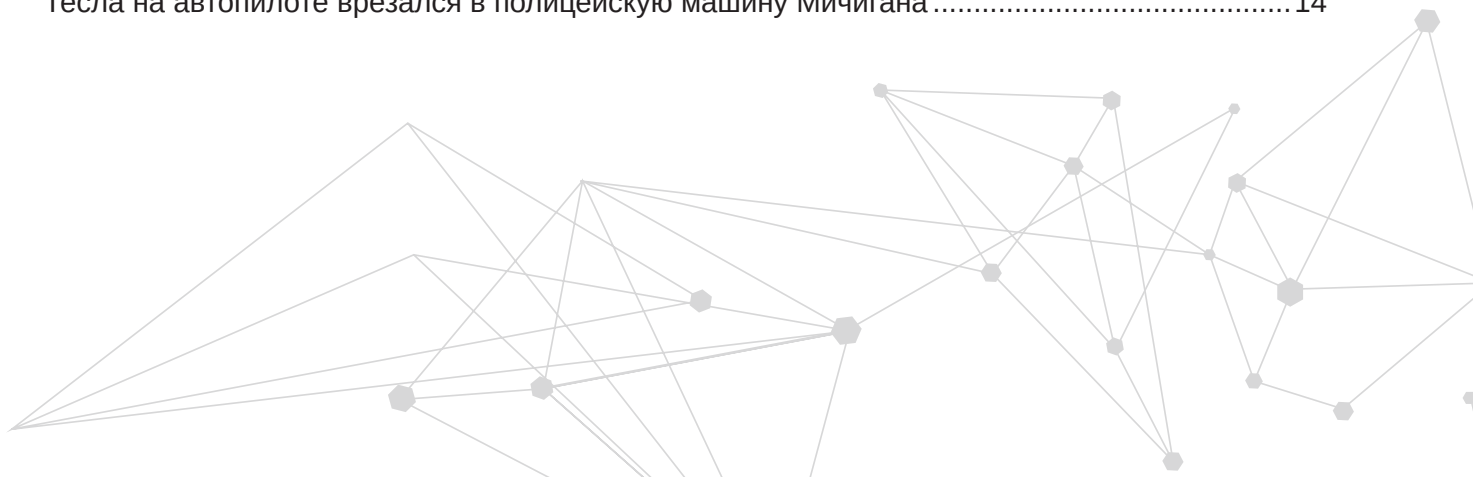 Тесла на автопилоте врезался в полицейскую машину Мичигана...........................................14